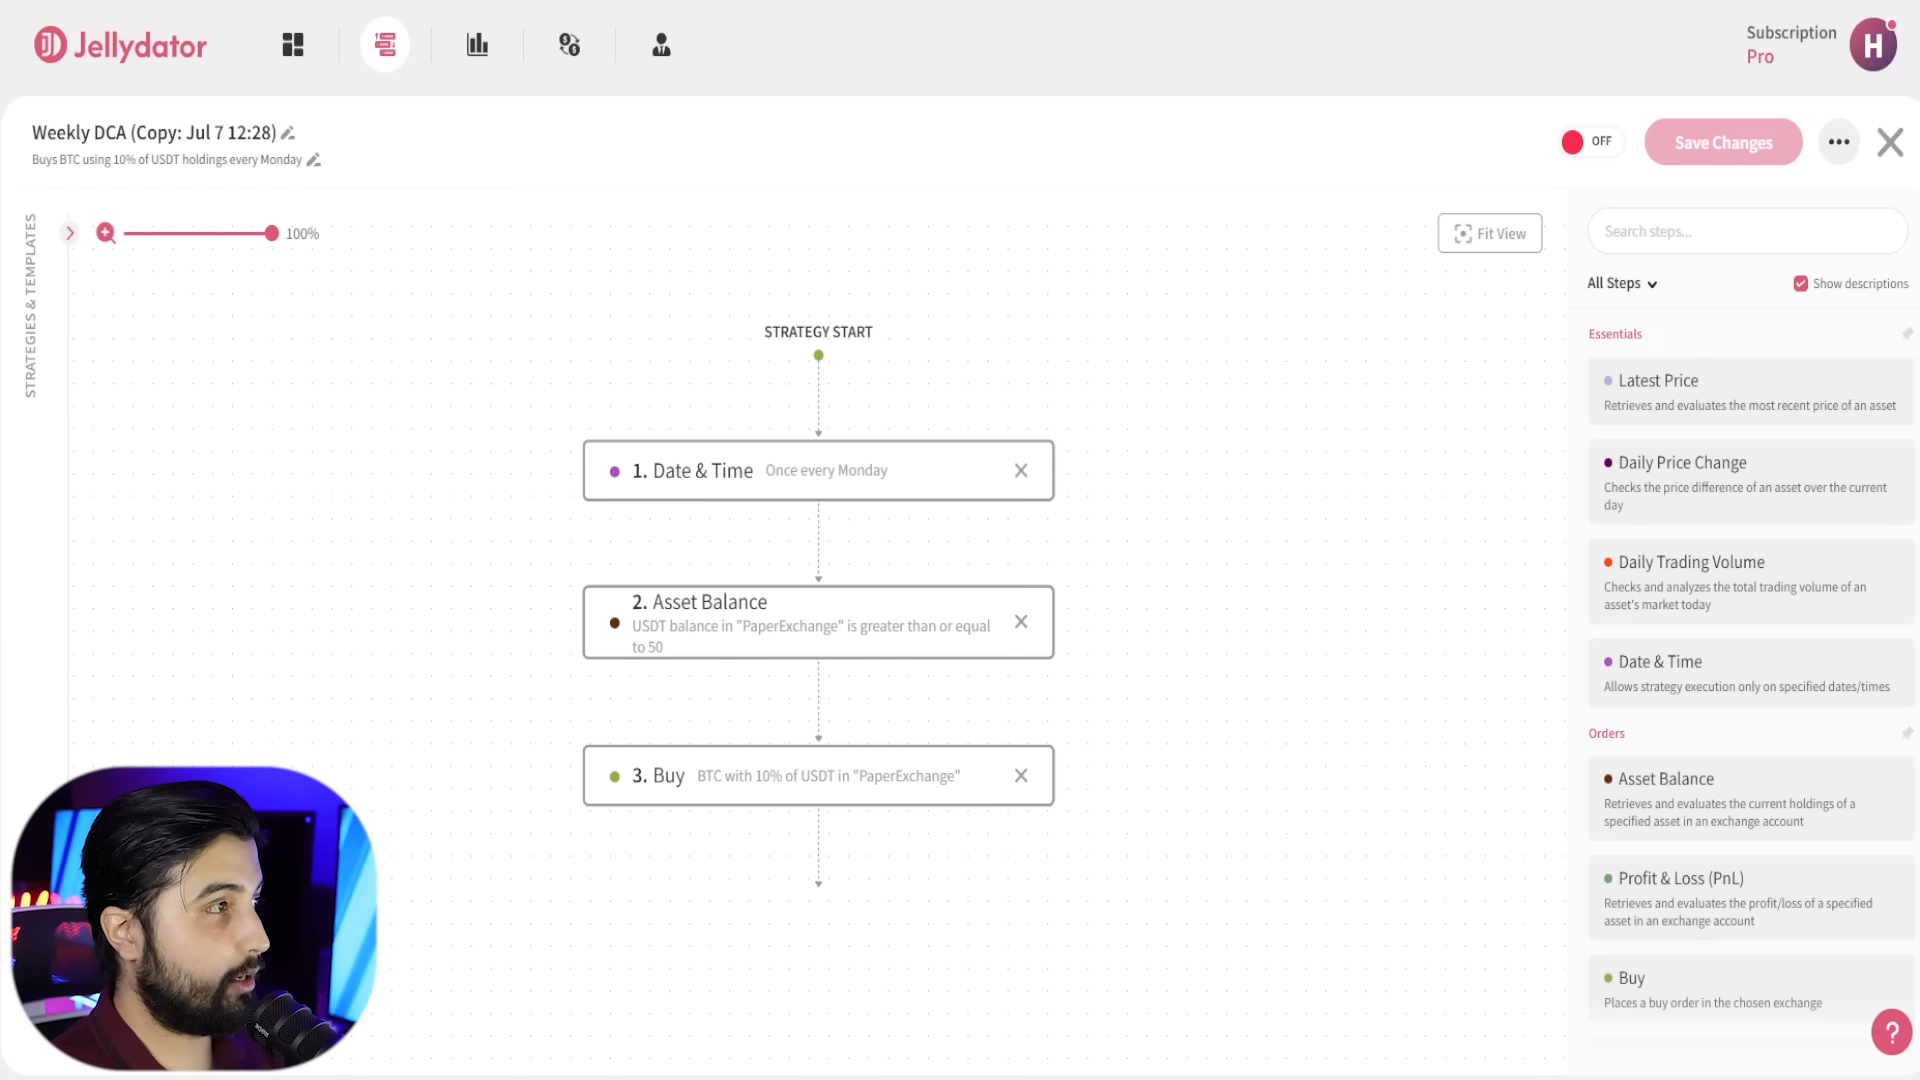 Jellydator
Subscription
Pro
H
Weekly DCA (Copy: Jul 7 12:28)
Buys BTC using 10% of USDT holdings every Monday
OFF
Save Changes
STRATEGIES & TEMPLATES
100%
Fit View
STRATEGY START
1. Date & Time Once every Monday
2. Asset Balance
USDT balance in "PaperExchange" is greater than or equal
to 50
3. Buy BTC with 10% of USDT in "PaperExchange"
Search steps...
All Steps
Show descriptions
Essentials
Latest Price
Retrieves and evaluates the most recent price of an asset
Daily Price Change
Checks the price difference of an asset over the current
day
Daily Trading Volume
Checks and analyzes the total trading volume of an
asset's market today
Date & Time
Allows strategy execution only on specified dates/times
Orders
Asset Balance
Retrieves and evaluates the current holdings of a
specified asset in an exchange account
Profit & Loss (PnL)
Retrieves and evaluates the profit/loss of a specified
asset in an exchange account
Buy
Places a buy order in the chosen exchange
?